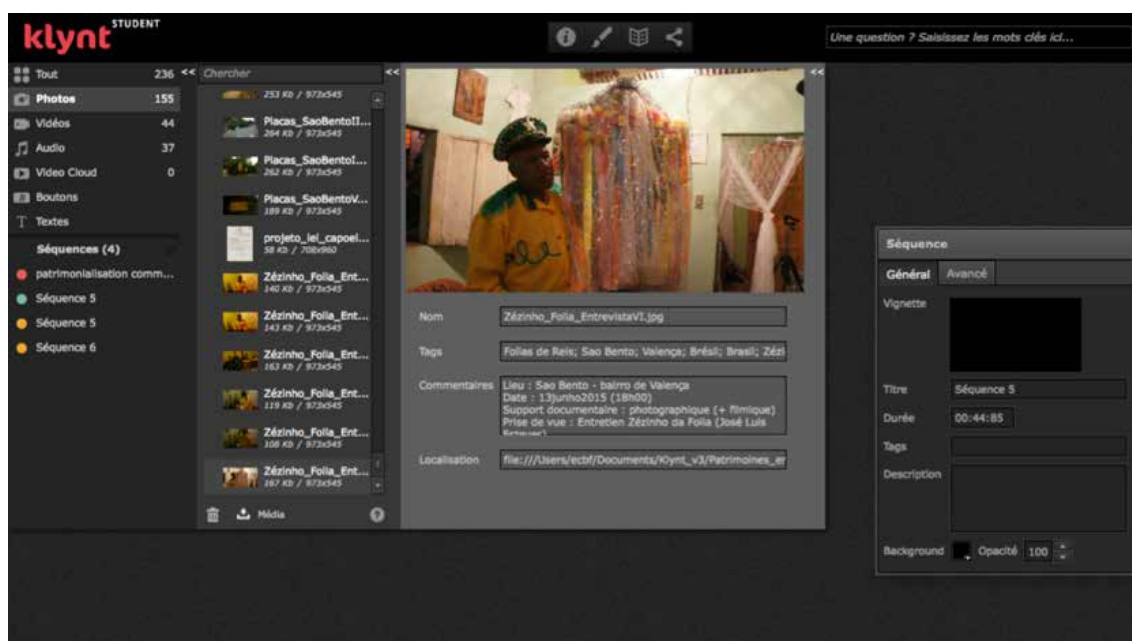 klynt STUDENT
Une question ? Saisissez les mots clés ici...
Tout 236 <<
Photos 155
Vidéos 44
Audio 37
Video Cloud 0
Boutons
T Textes
Séquences (4)
patrimonialisation comm...
Séquence 5
Séquence 5
Séquence 6
Chercher <<
253 Kb / 973x545
Placas_SaoBentoII...
264 Kb / 973x545
Placas_SaoBentoI...
262 Kb / 973x545
Placas_SaoBentoV...
189 Kb / 973x545
projeto_lei_capoei...
58 Kb / 708x960
Zézinho_Folia_Ent...
140 Kb / 973x545
Zézinho_Folia_Ent...
143 Kb / 973x545
Zézinho_Folia_Ent...
163 Kb / 973x545
Zézinho_Folia_Ent...
119 Kb / 973x545
Zézinho_Folia_Ent...
108 Kb / 973x545
Zézinho_Folia_Ent...
167 Kb / 973x545
Média
?
<<
Nom Zézinho_Folia_EntrevistaVI.jpg
Tags Folias de Reis; Sao Bento; Valença; Brésil; Brasil; Zézi
Commentaires Lieu : Sao Bento - bairro de Valença
Date : 13junho2015 (18h00)
Support documentaire : photographique (+ filmique)
Prise de vue : Entretien Zézinho da Folia (José Luis
Localisation file:///Users/ecbf/Documents/Klynt_v3/Patrimoines_er
Séquence
Général Avancé
Vignette
Titre Séquence 5
Durée 00:44:85
Tags
Description
Background Opacité 100